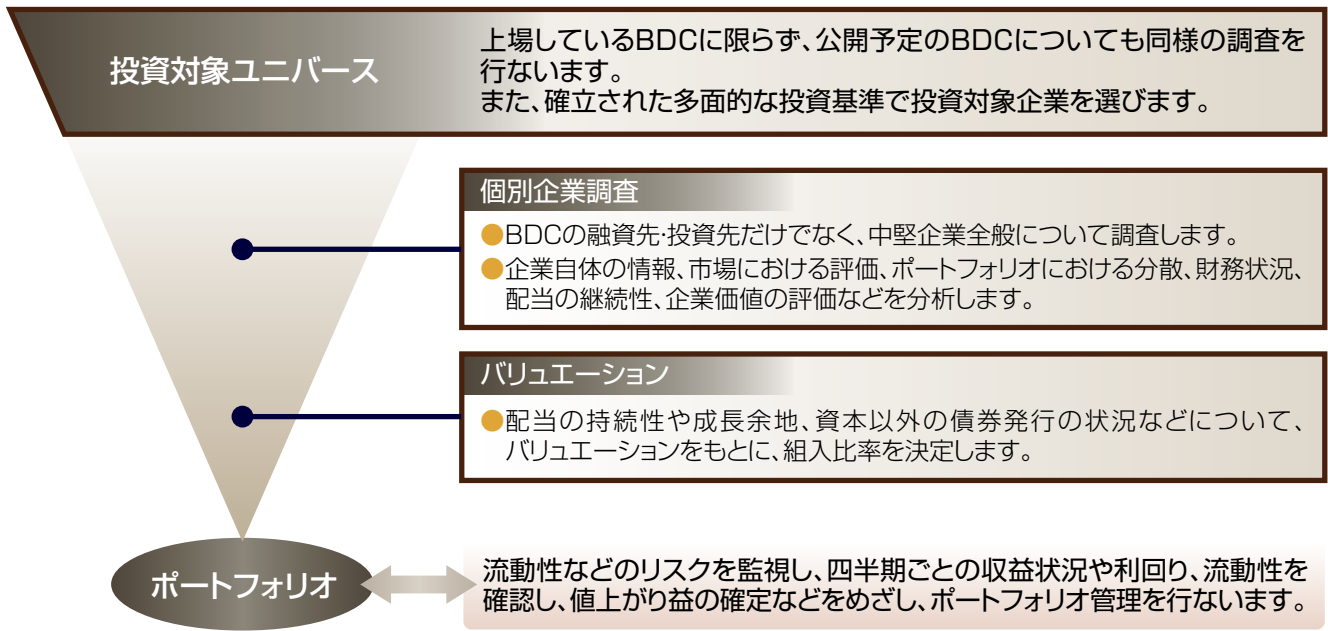 投資対象ユニバース
上場しているBDCに限らず、公開予定のBDCについても同様の調査を
行ないます。
また、確立された多面的な投資基準で投資対象企業を選びます。
個別企業調査
●BDCの融資先・投資先だけでなく、中堅企業全般について調査します。
●企業自体の情報、市場における評価、ポートフォリオにおける分散、財務状況、
配当の継続性、企業価値の評価などを分析します。
バリュエーション
●配当の持続性や成長余地、資本以外の債券発行の状況などについて、
バリュエーションをもとに、組入比率を決定します。
ポートフォリオ
流動性などのリスクを監視し、四半期ごとの収益状況や利回り、流動性を
確認し、値上がり益の確定などをめざし、ポートフォリオ管理を行ないます。